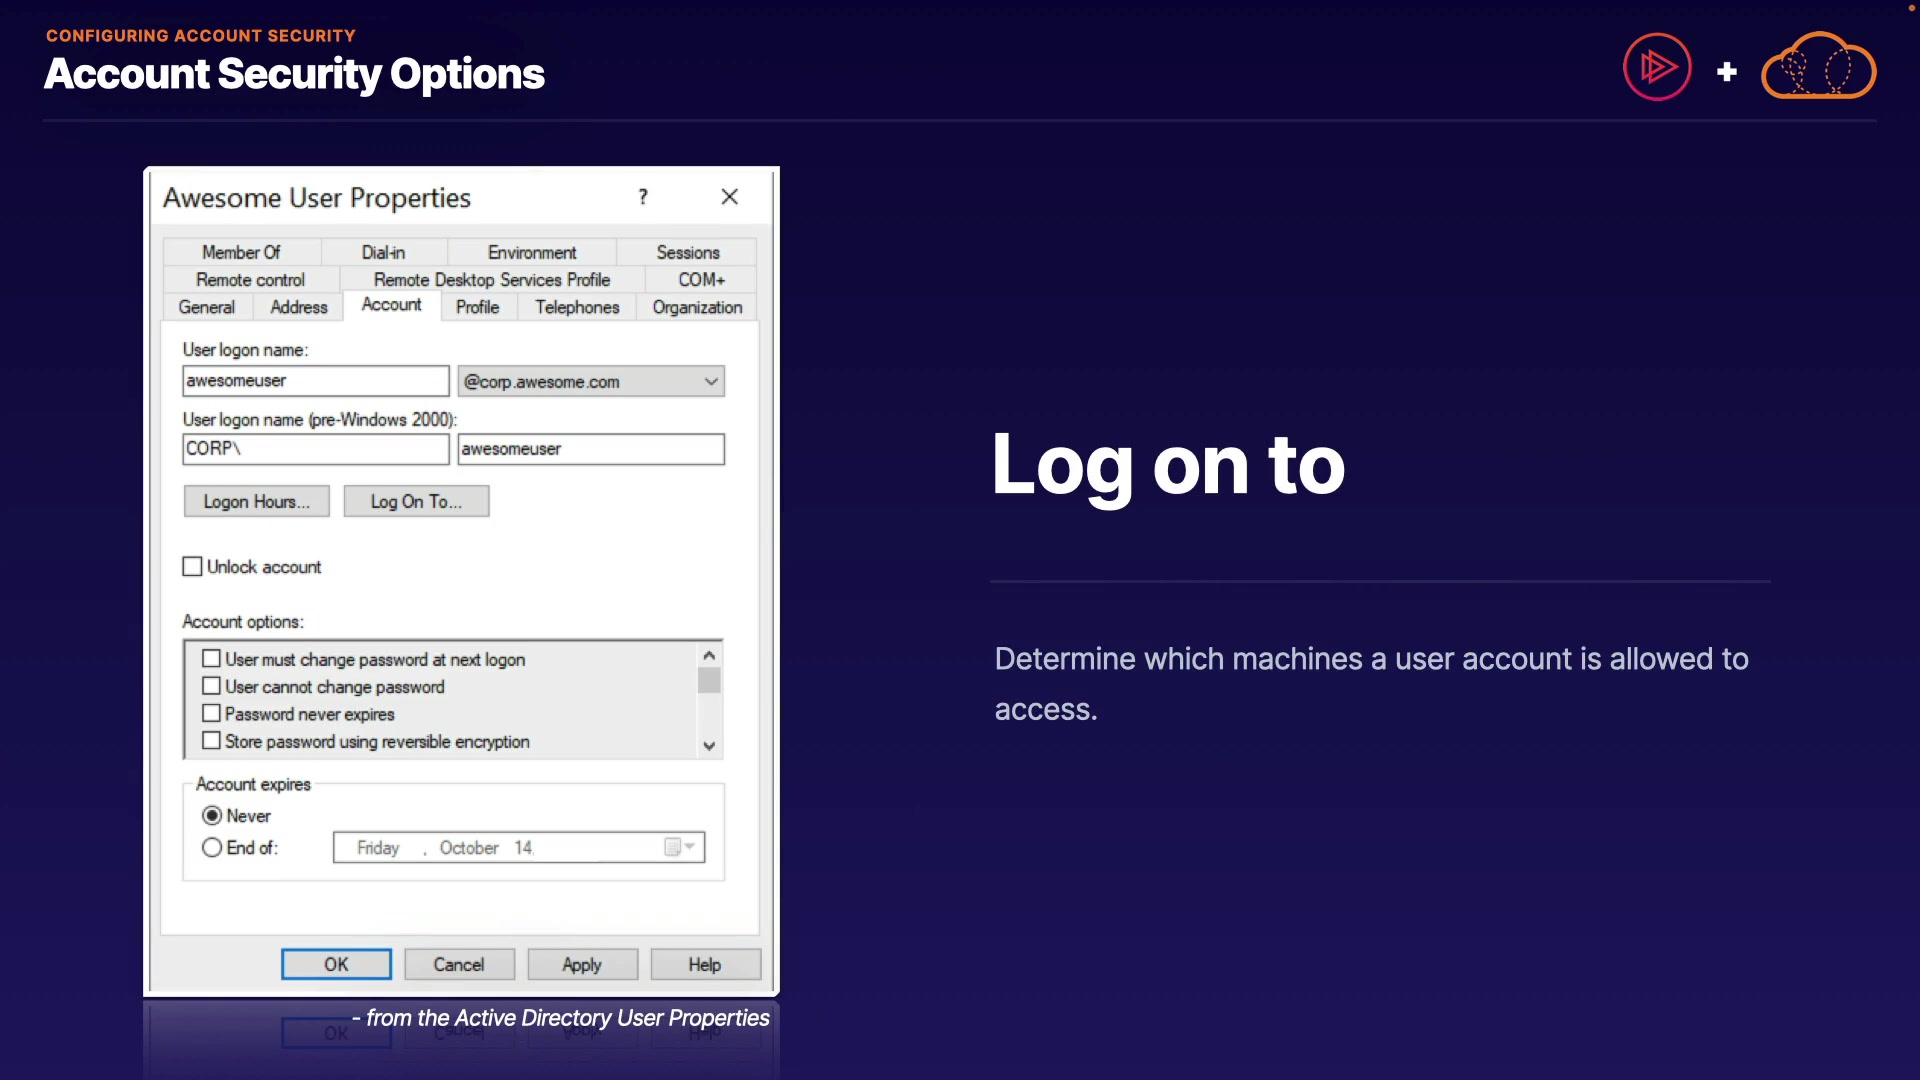 CONFIGURING ACCOUNT SECURITY
Account Security Options
Awesome User Properties ?
Member Of Dial-in Environment Sessions
Remote control Remote Desktop Services Profile COM+
General Address Account Profile Telephones Organization
User logon name:
awesomeuser @corp.awesome.com
User logon name (pre-Windows 2000):
CORP\ awesomeuser
Logon Hours... Log On To...
Unlock account
Account options:
User must change password at next logon
User cannot change password
Password never expires
Store password using reversible encryption
Account expires
Never
End of: Friday , October 14,
OK Cancel Apply Help
- from the Active Directory User Properties
Log on to
Determine which machines a user account is allowed to
access.